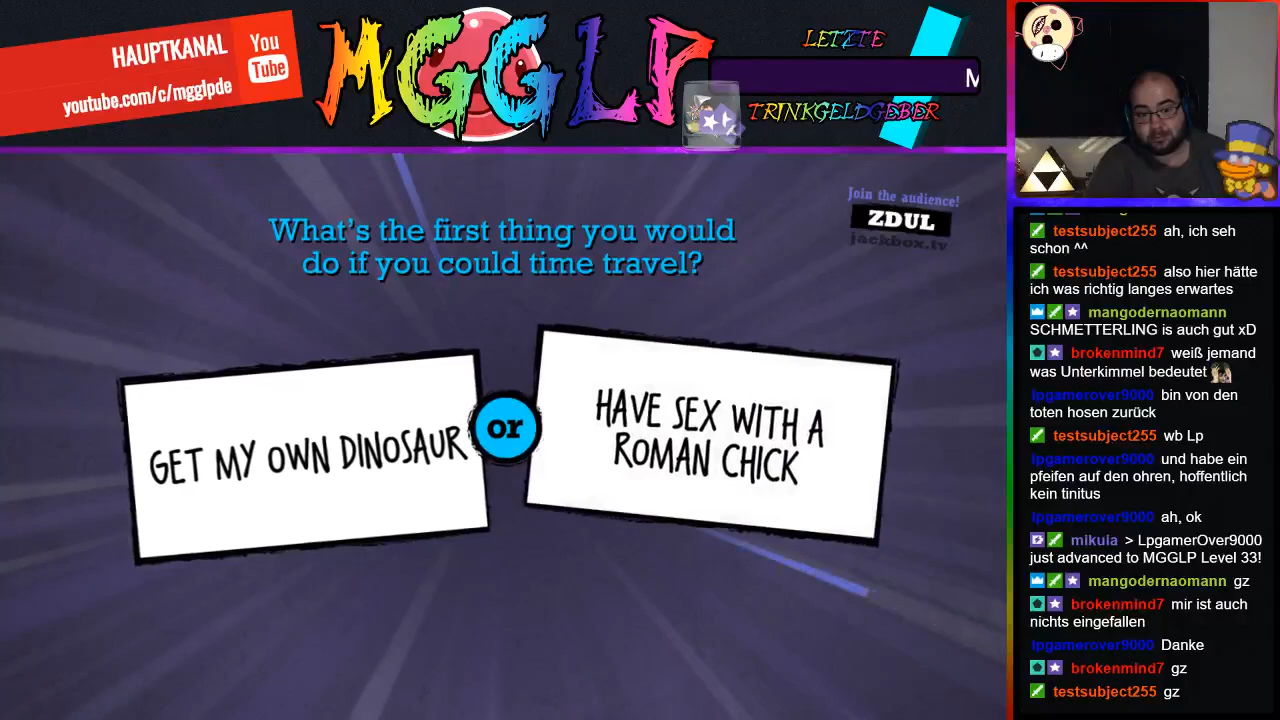 HAUPTKANAL
You
Tube
youtube.com/c/mgglpde
MGGLP
LETZTE
M
TRINKGELDGEBER
Join the audience!
ZDUL
jackbox.tv
What's the first thing you would
do if you could time travel?
GET MY OWN DINOSAUR
or
HAVE SEX WITH A
ROMAN CHICK
testsubject255 ah, ich seh
schon ^^
testsubject255 also hier hätte
ich was richtig langes erwartes
mangodernaomann
SCHMETTERLING is auch gut xD
brokenmind7 weiß jemand
was Unterkimmel bedeutet
lpgamerover9000 bin von den
toten hosen zurück
testsubject255 wb Lp
lpgamerover9000 und habe ein
pfeifen auf den ohren, hoffentlich
kein tinitus
lpgamerover9000 ah, ok
mikuia > LpgamerOver9000
just advanced to MGGLP Level 33!
mangodernaomann gz
brokenmind7 mir ist auch
nichts eingefallen
lpgamerover9000 Danke
brokenmind7 gz
testsubject255 gz